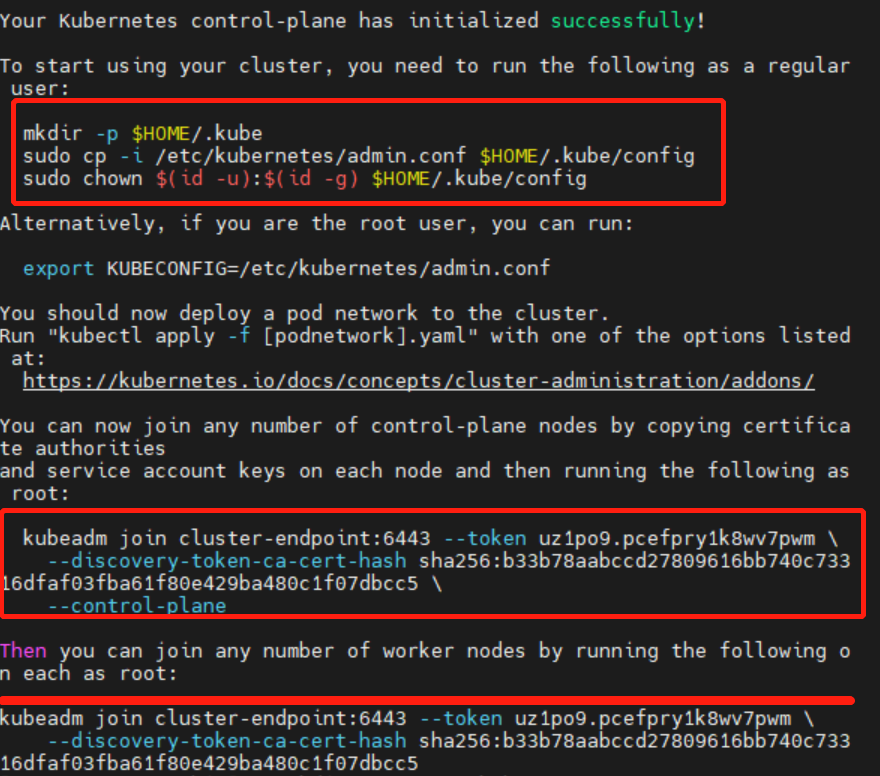 Your Kubernetes control-plane has initialized successfully!
To start using your cluster, you need to run the following as a regular
user:
mkdir -p $HOME/.kube
sudo cp -i /etc/kubernetes/admin.conf $HOME/.kube/config
sudo chown $(id -u):$(id -g) $HOME/.kube/config
Alternatively, if you are the root user, you can run:
export KUBECONFIG=/etc/kubernetes/admin.conf
You should now deploy a pod network to the cluster.
Run "kubectl apply -f [podnetwork].yaml" with one of the options listed
at:
https://kubernetes.io/docs/concepts/cluster-administration/addons/
You can now join any number of control-plane nodes by copying certifica
te authorities
and service account keys on each node and then running the following as
root:
kubeadm join cluster-endpoint:6443 --token uz1po9.pcefpry1k8wv7pwm \
--discovery-token-ca-cert-hash sha256:b33b78aabccd27809616bb740c733
16dfaf03fba61f80e429ba480c1f07dbcc5 \
--control-plane
Then you can join any number of worker nodes by running the following o
n each as root:
kubeadm join cluster-endpoint:6443 --token uz1po9.pcefpry1k8wv7pwm \
--discovery-token-ca-cert-hash sha256:b33b78aabccd27809616bb740c733
16dfaf03fba61f80e429ba480c1f07dbcc5